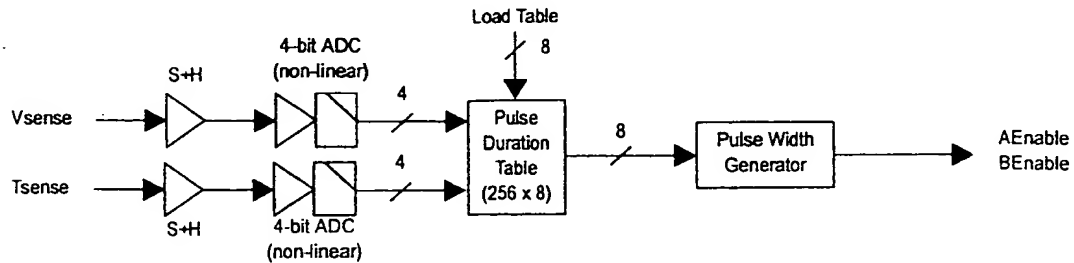 Load Table
8
4-bit ADC
(non-linear)
S+H
4
Vsense
Pulse
Duration
Table
(256 x 8)
8
Pulse Width
Generator
AEnable
BEnable
Tsense
4
S+H
4-bit ADC
(non-linear)